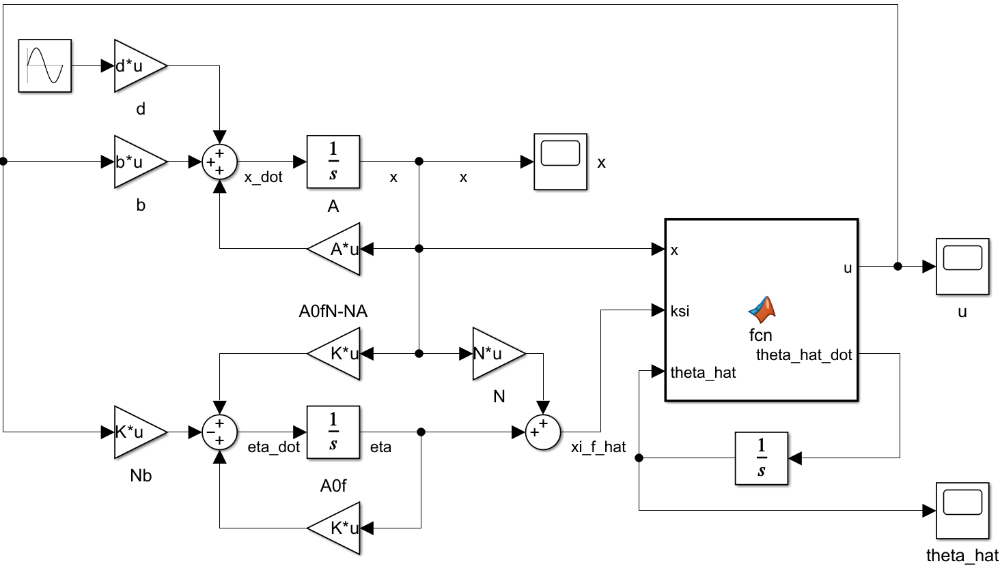 d*u
d
b*u
+
+
+
x_dot
1
s
x
x
x
b
A
A*u
x
u
ksi
fcn
u
A0fN-NA
K*u
N*u
theta_hat_dot
theta_hat
N
K*u
+
−
+
eta_dot
1
s
eta
+
+
xi_f_hat
1
s
Nb
A0f
K*u
theta_hat